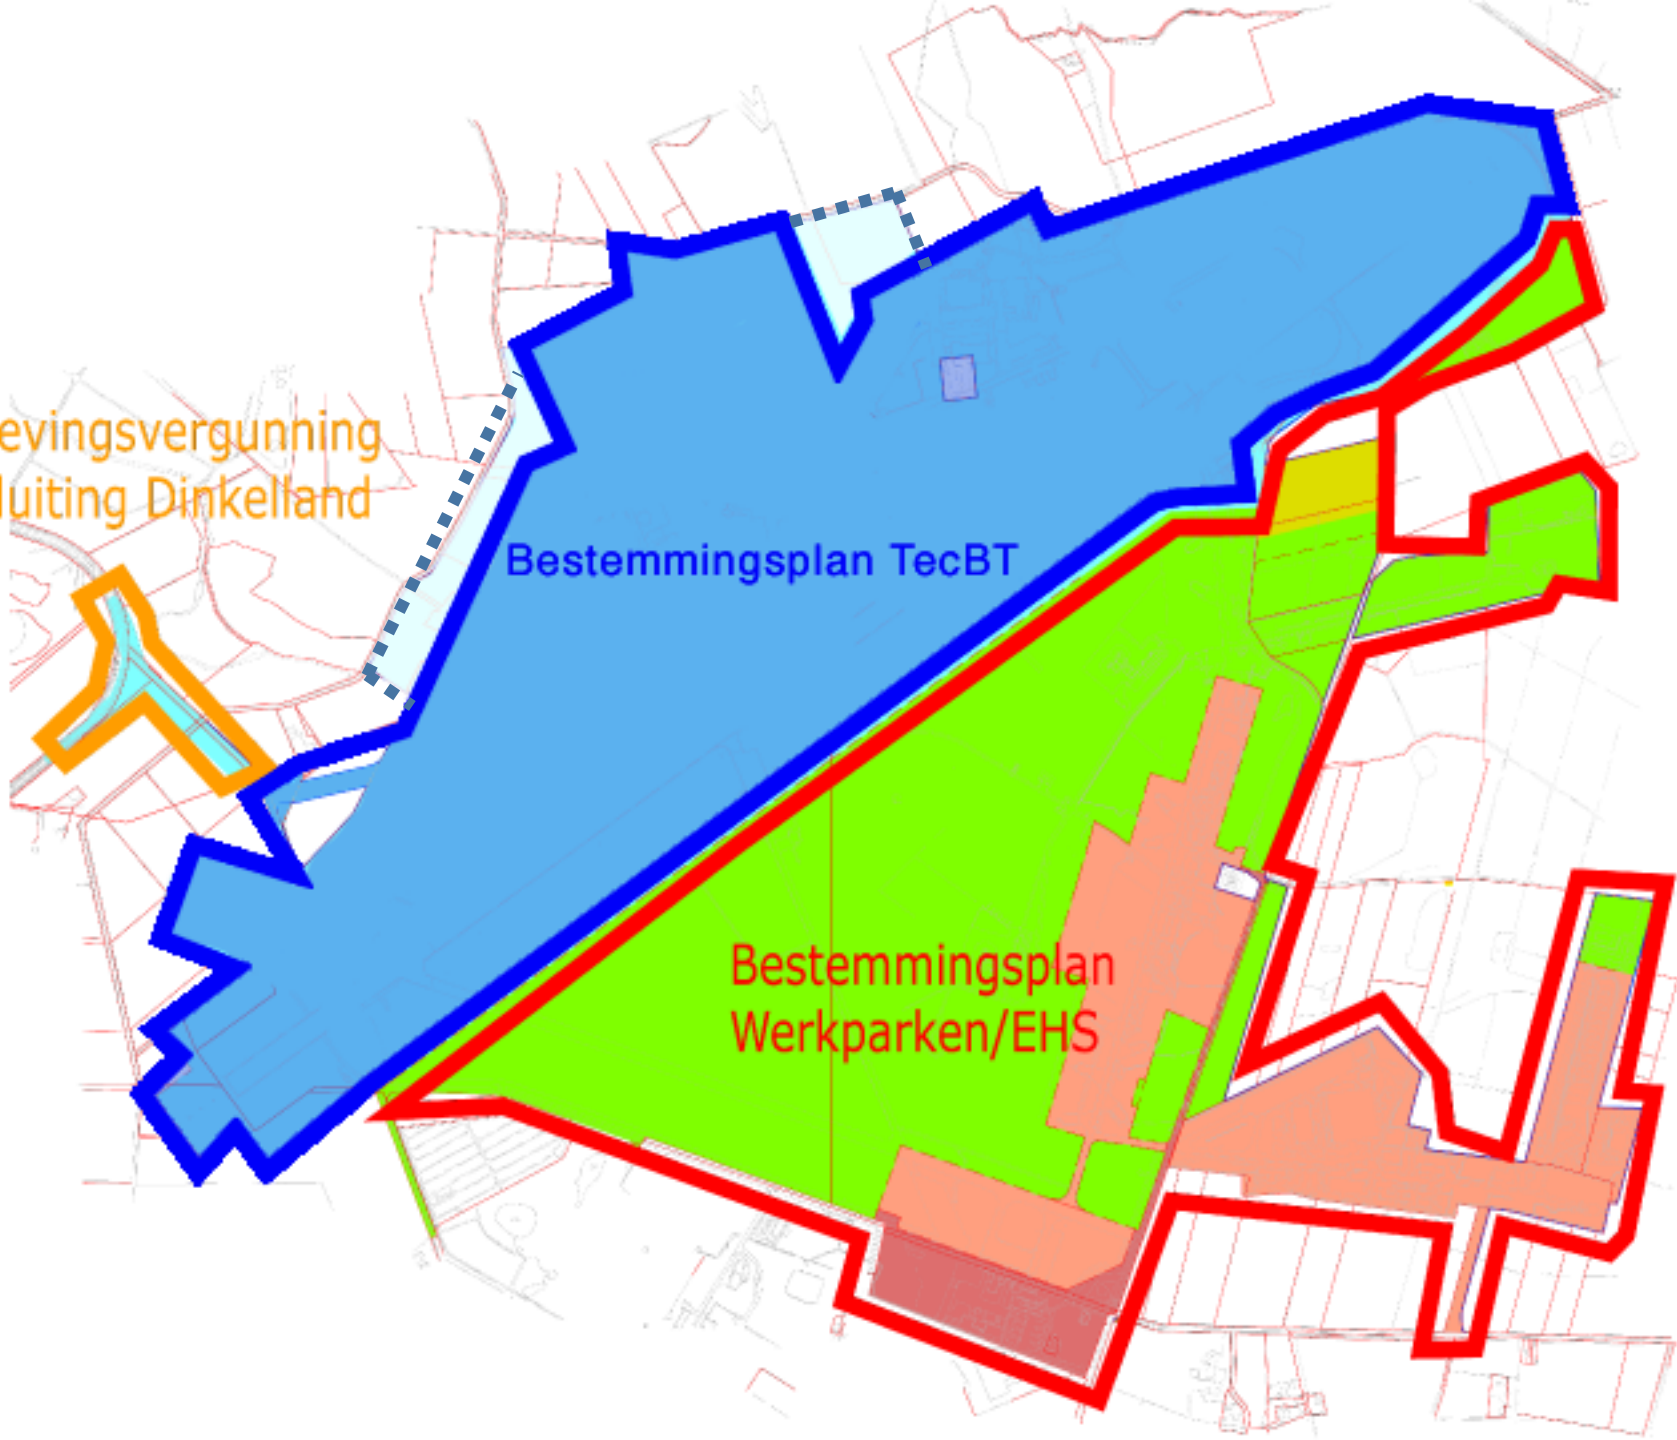 evingsvergunning
luiting Dinkelland
Bestemmingsplan TecBT
Bestemmingsplan
Werkparken/EHS